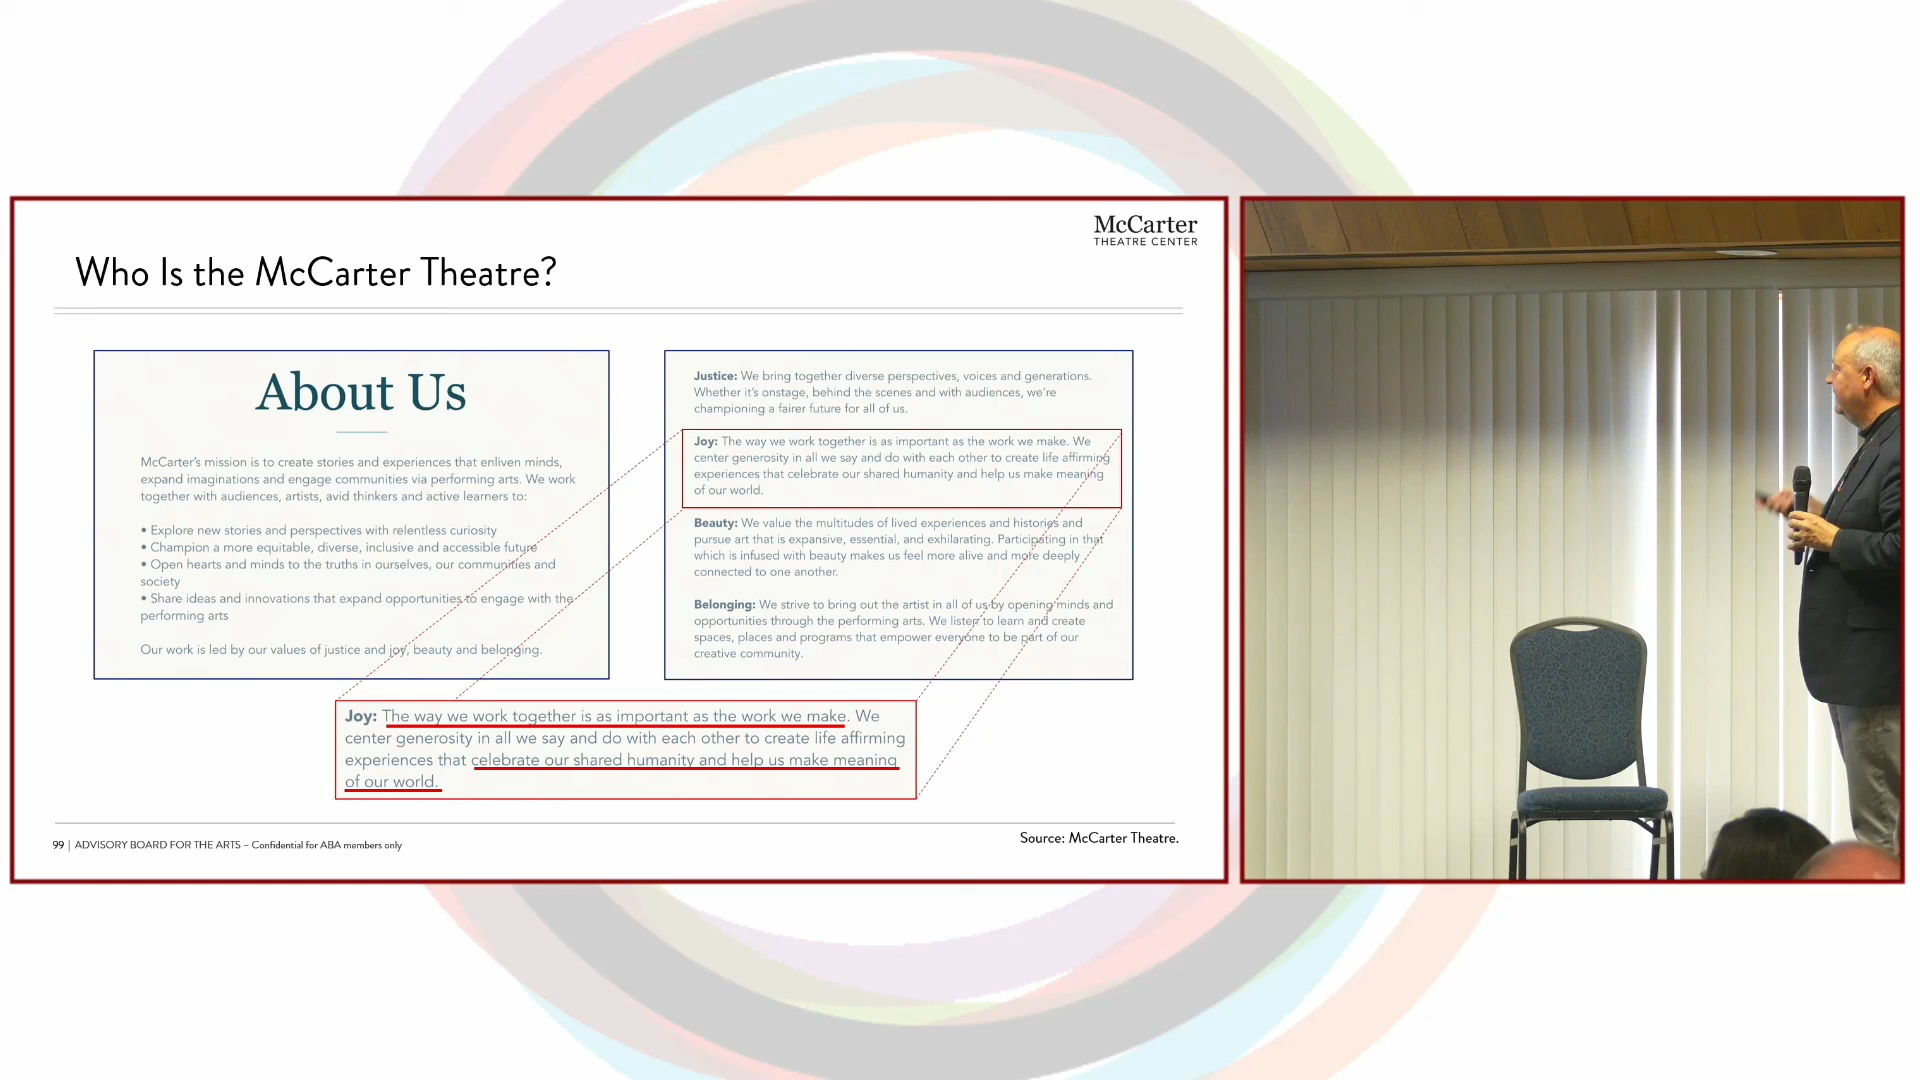 McCarter
THEATRE CENTER
Who Is the McCarter Theatre?
About Us
McCarter's mission is to create stories and experiences that enliven minds,
expand imaginations and engage communities via performing arts. We work
together with audiences, artists, avid thinkers and active learners to:
• Explore new stories and perspectives with relentless curiosity
• Champion a more equitable, diverse, inclusive and accessible future
• Open hearts and minds to the truths in ourselves, our communities and
society
• Share ideas and innovations that expand opportunities to engage with the
performing arts
Our work is led by our values of justice and joy, beauty and belonging.
Justice: We bring together diverse perspectives, voices and generations.
Whether it's onstage, behind the scenes and with audiences, we're
championing a fairer future for all of us.
Joy: The way we work together is as important as the work we make. We
center generosity in all we say and do with each other to create life affirming
experiences that celebrate our shared humanity and help us make meaning
of our world.
Beauty: We value the multitudes of lived experiences and histories and
pursue art that is expansive, essential, and exhilarating. Participating in that
which is infused with beauty makes us feel more alive and more deeply
connected to one another.
Belonging: We strive to bring out the artist in all of us by opening minds and
opportunities through the performing arts. We listen to learn and create
spaces, places and programs that empower everyone to be part of our
creative community.
Joy: The way we work together is as important as the work we make. We
center generosity in all we say and do with each other to create life affirming
experiences that celebrate our shared humanity and help us make meaning
of our world.
99 | ADVISORY BOARD FOR THE ARTS – Confidential for ABA members only
Source: McCarter Theatre.